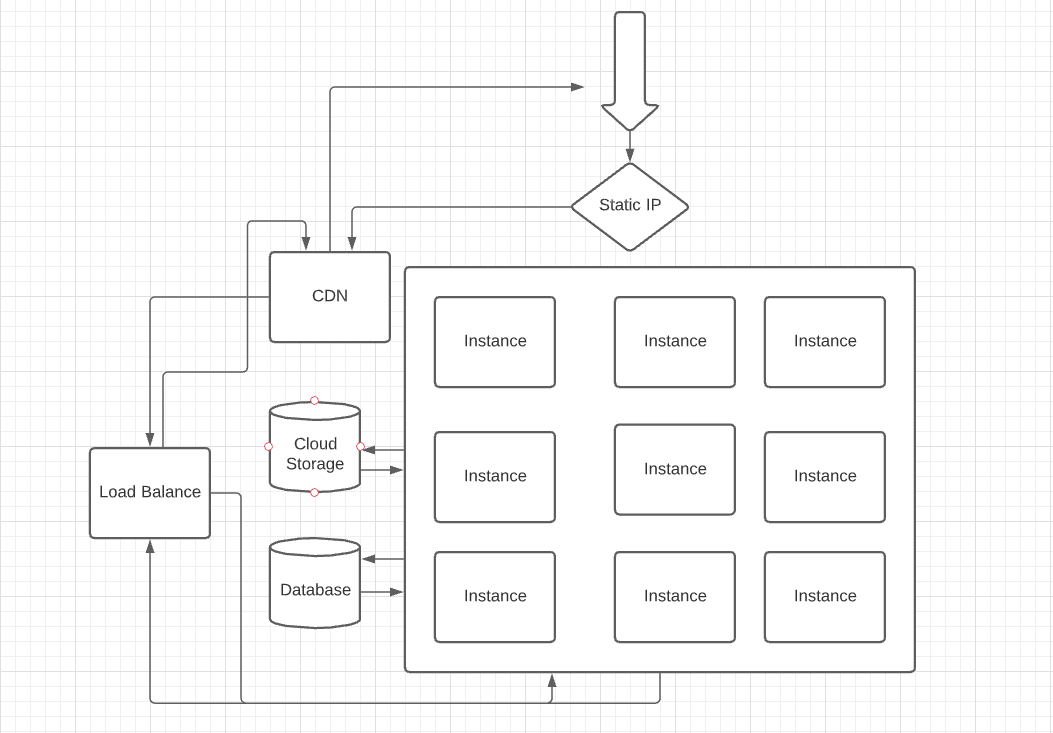 Static IP
CDN
Instance
Instance
Instance
Cloud
Storage
Instance
Instance
Instance
Load Balance
Database
Instance
Instance
Instance